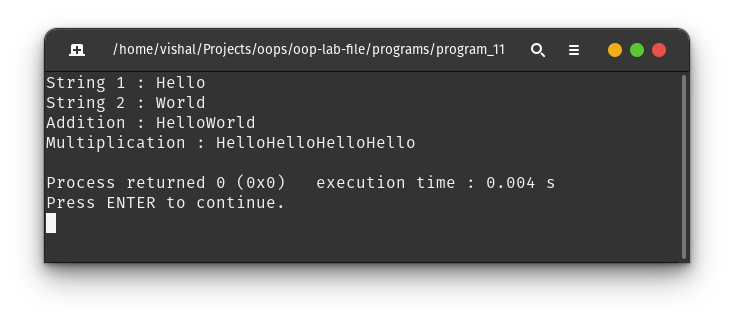 /home/vishal/Projects/oops/oop-lab-file/programs/program_11
String 1 : Hello
String 2 : World
Addition : HelloWorld
Multiplication : HelloHelloHelloHello
Process returned 0 (0x0)   execution time : 0.004 s
Press ENTER to continue.